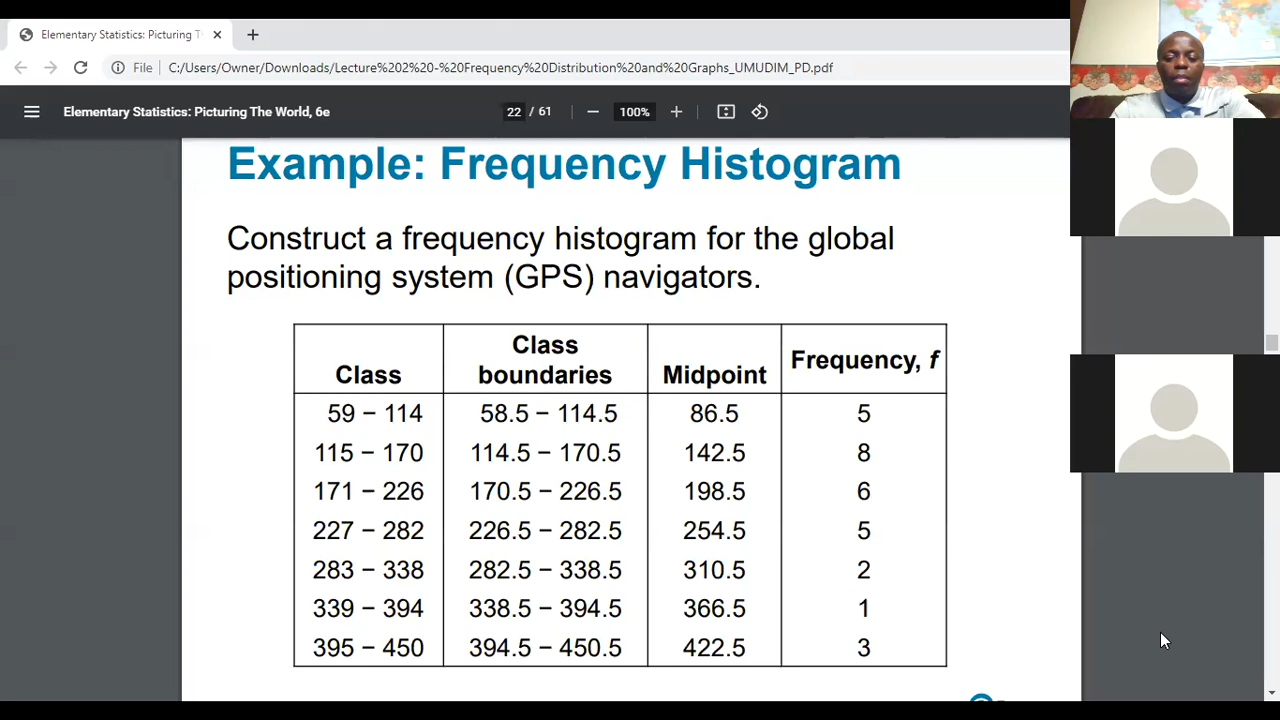 Elementary Statistics: Picturing T
File C:/Users/Owner/Downloads/Lecture%202%20-%20Frequency%20Distribution%20and%20Graphs_UMUDIM_PD.pdf
Elementary Statistics: Picturing The World, 6e 22 / 61 100%
Example: Frequency Histogram
Construct a frequency histogram for the global
positioning system (GPS) navigators.
Class Class boundaries Midpoint Frequency, f
59 − 114 58.5 − 114.5 86.5 5
115 − 170 114.5 − 170.5 142.5 8
171 − 226 170.5 − 226.5 198.5 6
227 − 282 226.5 − 282.5 254.5 5
283 − 338 282.5 − 338.5 310.5 2
339 − 394 338.5 − 394.5 366.5 1
395 − 450 394.5 − 450.5 422.5 3